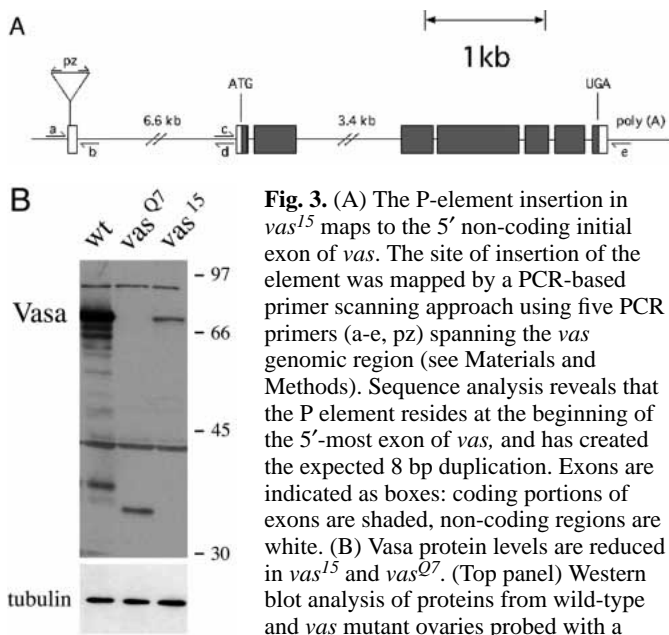 A
pz
ATG
1kb
UGA
a
b
6.6 kb
c
d
3.4 kb
poly (A)
e
B
wt
vas Q7
vas 15
Vasa
97
66
45
30
tubulin
Fig. 3. (A) The P-element insertion in
vas15 maps to the 5′ non-coding initial
exon of vas. The site of insertion of the
element was mapped by a PCR-based
primer scanning approach using five PCR
primers (a-e, pz) spanning the vas
genomic region (see Materials and
Methods). Sequence analysis reveals that
the P element resides at the beginning of
the 5′-most exon of vas, and has created
the expected 8 bp duplication. Exons are
indicated as boxes: coding portions of
exons are shaded, non-coding regions are
white. (B) Vasa protein levels are reduced
in vas15 and vasQ7. (Top panel) Western
blot analysis of proteins from wild-type
and vas mutant ovaries probed with a